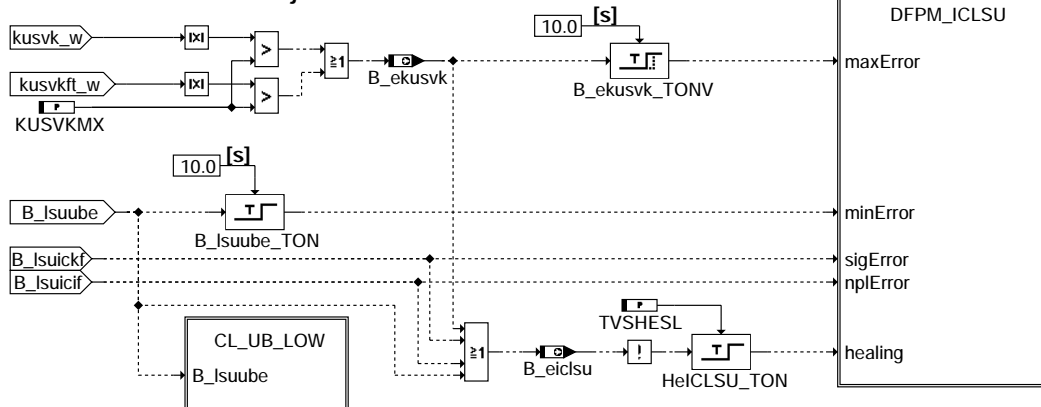 DFPM_ICLSU
kusvk_w
|x|
>
≥1
B_ekusvk
10.0
[s]
T
B_ekusvk_TONV
maxError
kusvkft_w
|x|
>
P
KUSVKMX
10.0
[s]
B_lsuube
T
B_lsuube_TON
minError
B_lsuickf
sigError
B_lsuicif
nplError
CL_UB_LOW
B_lsuube
≥1
B_eiclsu
!
P
TVSHESL
T
HeICLSU_TON
healing